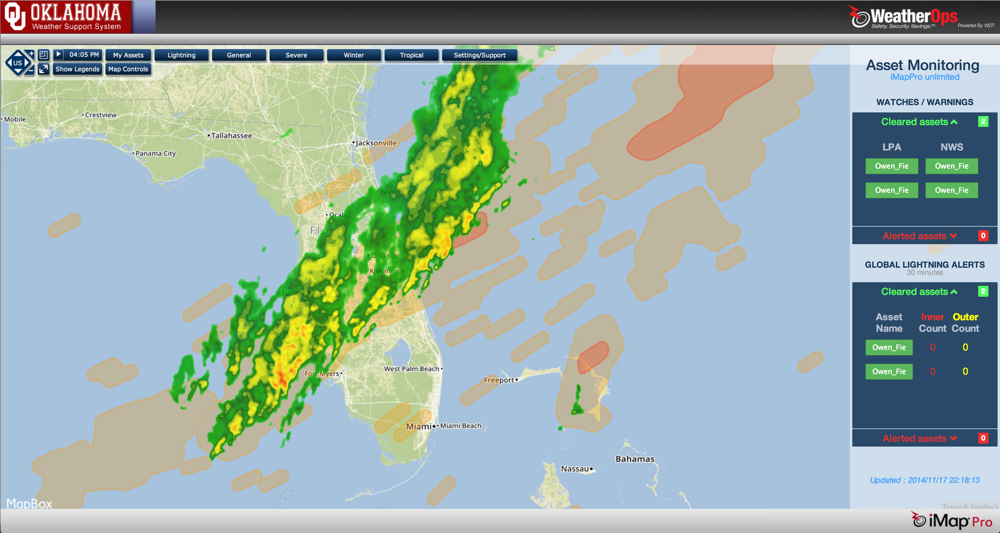 OU OKLAHOMA
Weather Support System
WeatherOps
Safety. Security. Savings.™ Powered By WDT
US + −
04:05 PM
My Assets
Lightning
General
Severe
Winter
Tropical
Settings/Support
Show Legends
Map Controls
Mobile
Crestview
Tallahassee
Panama City
Jacksonville
Palm Coast
Ocala
Florida
Orlando
Kissimmee
Tampa
Fort Myers
West Palm Beach
Freeport
Miami
Miami Beach
Nassau
Bahamas
MapBox
Asset Monitoring
iMapPro unlimited
WATCHES / WARNINGS
Cleared assets 2
LPA NWS
Owen_Fie Owen_Fie
Owen_Fie Owen_Fie
Alerted assets 0
GLOBAL LIGHTNING ALERTS
30 minutes
Cleared assets 2
Asset Inner Outer
Name Count Count
Owen_Fie 0 0
Owen_Fie 0 0
Alerted assets 0
Updated : 2014/11/17 22:18:13
Terms & Feedback
iMap Pro